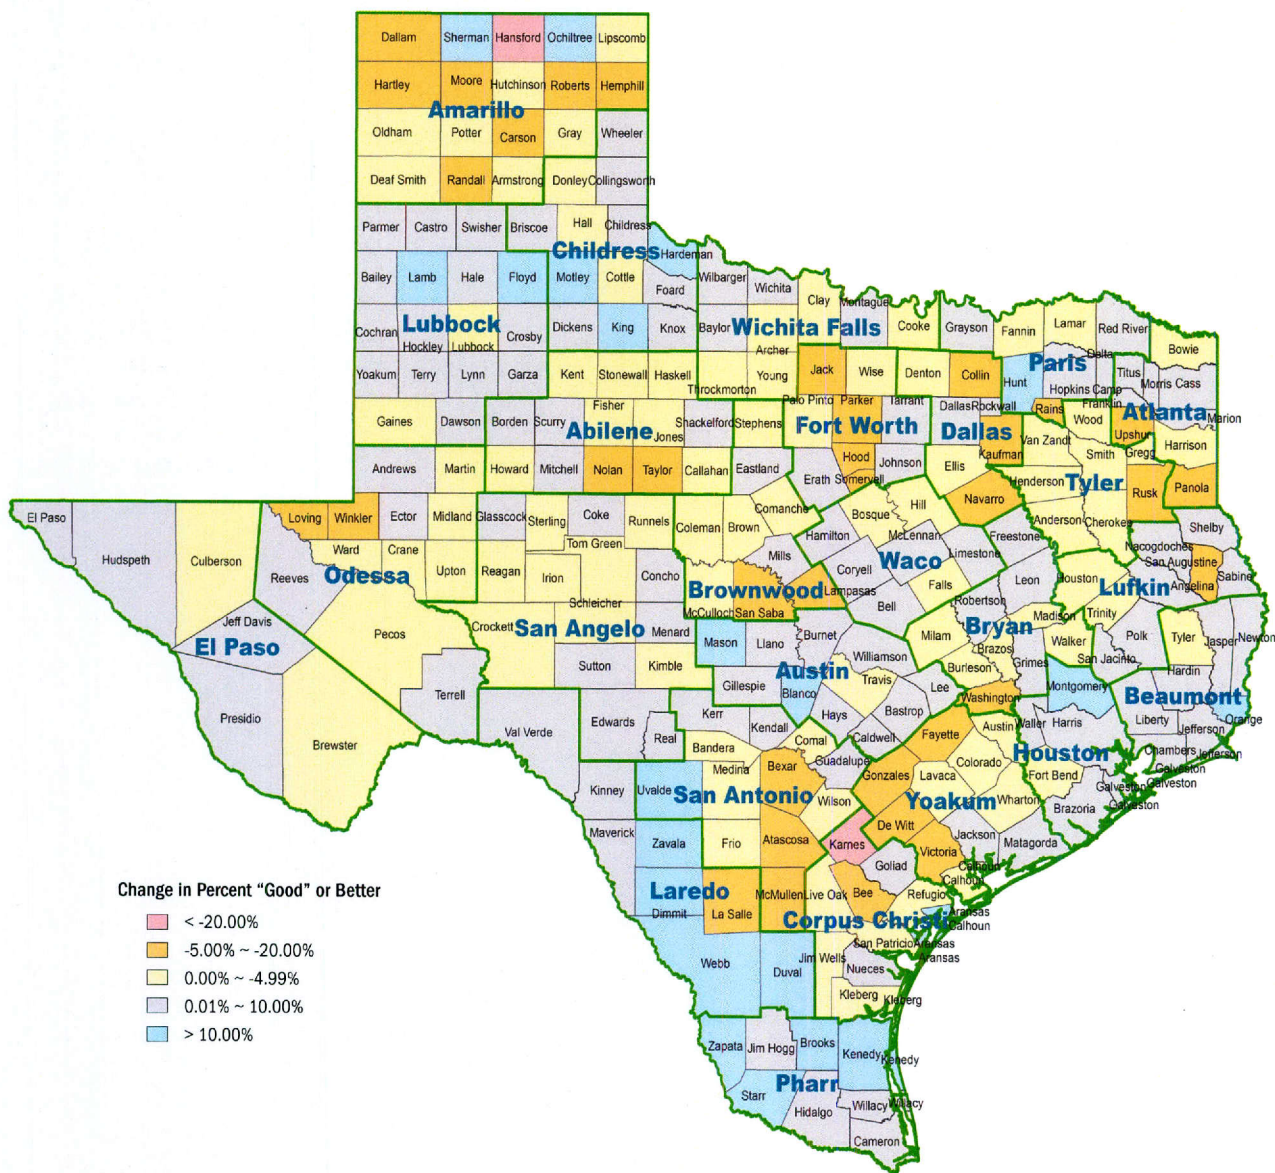 Dallam Sherman Hansford Ochiltree Lipscomb
Hartley Moore Hutchinson Roberts Hemphill
Amarillo
Oldham Potter Carson Gray Wheeler
Deaf Smith Randall Armstrong Donley Collingsworth
Parmer Castro Swisher Briscoe Hall Childress
Childress Hardeman
Bailey Lamb Hale Floyd Motley Cottle Foard Wilbarger Wichita Clay Montague
Cochran Lubbock Crosby Dickens King Knox Baylor Wichita Falls Cooke Grayson Fannin Lamar Red River
Hockley Lubbock Archer Paris Delta Bowie
Yoakum Terry Lynn Garza Kent Stonewall Haskell Throckmorton Young Jack Wise Denton Collin Hunt Hopkins Camp Titus Morris Cass
Gaines Dawson Borden Scurry Fisher Jones Shackelford Stephens Palo Pinto Parker Tarrant Dallas Rockwall Rains Wood Franklin Upshur Marion
Abilene Fort Worth Dallas Kaufman Van Zandt Smith Gregg Harrison Atlanta
Andrews Martin Howard Mitchell Nolan Taylor Callahan Eastland Erath Hood Somervell Johnson Ellis Navarro Henderson Tyler Rusk Panola
El Paso Hudspeth Culberson Loving Winkler Ector Midland Glasscock Sterling Coke Runnels Coleman Brown Comanche Bosque Hill Anderson Cherokee Shelby
Reeves Ward Crane Upton Reagan Irion Tom Green Concho Mills Hamilton McLennan Limestone Freestone Nacogdoches San Augustine Sabine
Odessa Brownwood Coryell Waco Falls Leon Houston Lufkin Angelina
Jeff Davis Pecos Crockett Schleicher Menard McCulloch San Saba Lampasas Bell Robertson Madison Trinity
El Paso San Angelo Mason Llano Burnet Milam Bryan Brazos Walker Polk Tyler Jasper Newton
Presidio Brewster Terrell Sutton Kimble Gillespie Austin Blanco Williamson Travis Burleson Grimes San Jacinto Hardin
Val Verde Edwards Real Kerr Kendall Hays Bastrop Lee Washington Montgomery Beaumont
Bandera Comal Caldwell Fayette Austin Waller Harris Liberty Jefferson Orange
Kinney Uvalde Medina Bexar Guadalupe Gonzales Lavaca Colorado Houston Fort Bend Chambers Jefferson
San Antonio Wilson Yoakum Wharton Brazoria Galveston Galveston Galveston Galveston
Maverick Zavala Frio Atascosa Karnes De Witt Victoria Jackson Matagorda
Goliad Calhoun Calhoun
Laredo Dimmit La Salle McMullen Live Oak Bee Refugio
Corpus Christi Aransas Calhoun
San Patricio Aransas Aransas
Webb Duval Jim Wells Nueces
Kleberg Kleberg
Zapata Jim Hogg Brooks Kenedy Kenedy
Pharr
Starr Hidalgo Willacy Willacy
Cameron
Change in Percent “Good” or Better
< -20.00%
-5.00% ~ -20.00%
0.00% ~ -4.99%
0.01% ~ 10.00%
> 10.00%